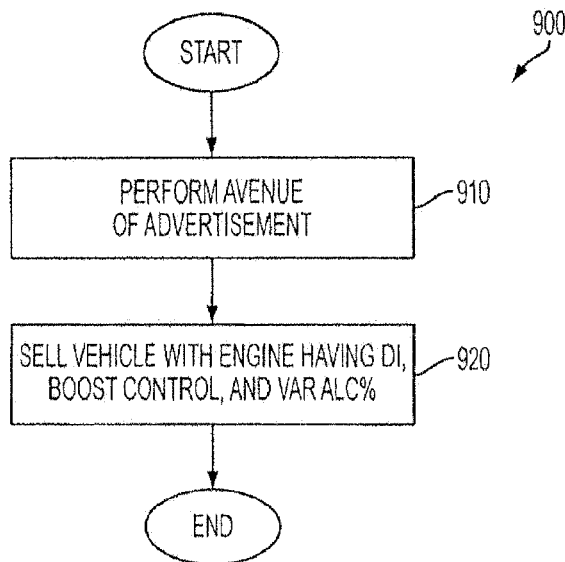 900
START
PERFORM AVENUE
OF ADVERTISEMENT
910
SELL VEHICLE WITH ENGINE HAVING DI,
BOOST CONTROL, AND VAR ALC%
920
END